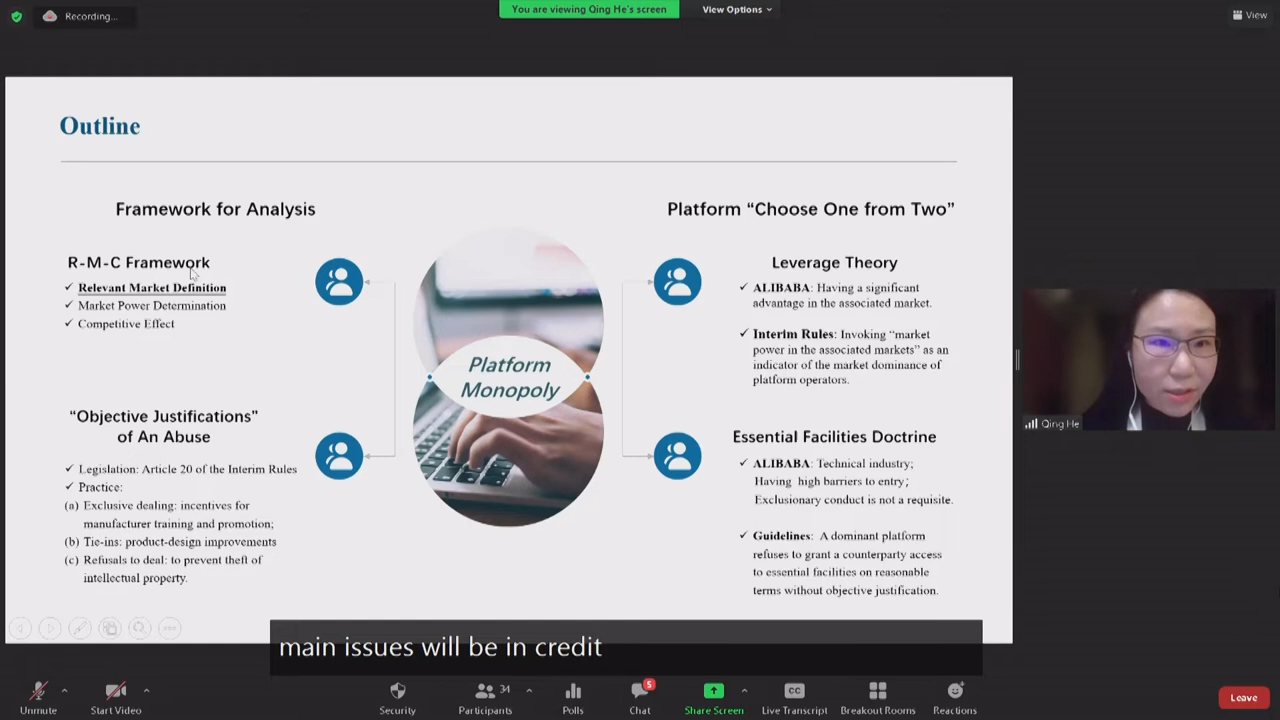 Recording...
You are viewing Qing He's screen
View Options
View
Outline
Framework for Analysis
R-M-C Framework
✓ Relevant Market Definition
✓ Market Power Determination
✓ Competitive Effect
"Objective Justifications"
of An Abuse
✓ Legislation: Article 20 of the Interim Rules
✓ Practice:
(a) Exclusive dealing: incentives for
manufacturer training and promotion;
(b) Tie-ins: product-design improvements
(c) Refusals to deal: to prevent theft of
intellectual property.
Platform
Monopoly
Platform “Choose One from Two”
Leverage Theory
✓ ALIBABA: Having a significant
advantage in the associated market.
✓ Interim Rules: Invoking “market
power in the associated markets” as an
indicator of the market dominance of
platform operators.
Essential Facilities Doctrine
✓ ALIBABA: Technical industry;
Having high barriers to entry;
Exclusionary conduct is not a requisite.
✓ Guidelines: A dominant platform
refuses to grant a counterparty access
to essential facilities on reasonable
terms without objective justification.
Qing He
main issues will be in credit
Unmute
Start Video
Security
Participants
34
Polls
Chat
5
Share Screen
CC
Live Transcript
Breakout Rooms
Reactions
Leave